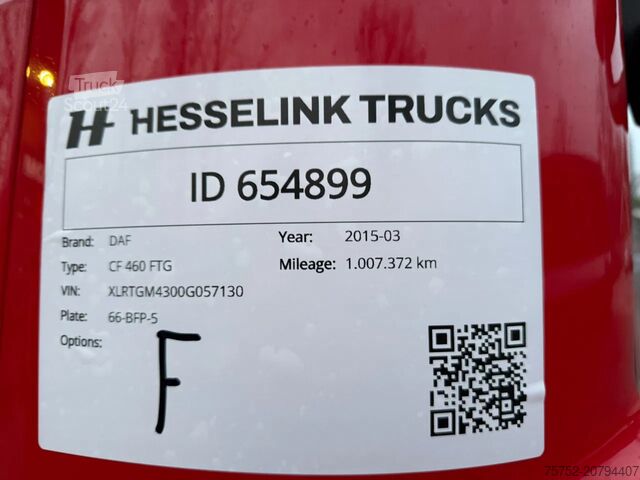 Truck
Scout24
H HESSELINK TRUCKS
ID 654899
Brand: DAF Year: 2015-03
Type: CF 460 FTG Mileage: 1.007.372 km
VIN: XLRTGM4300G057130
Plate: 66-BFP-5
Options:
F
75752 20794407